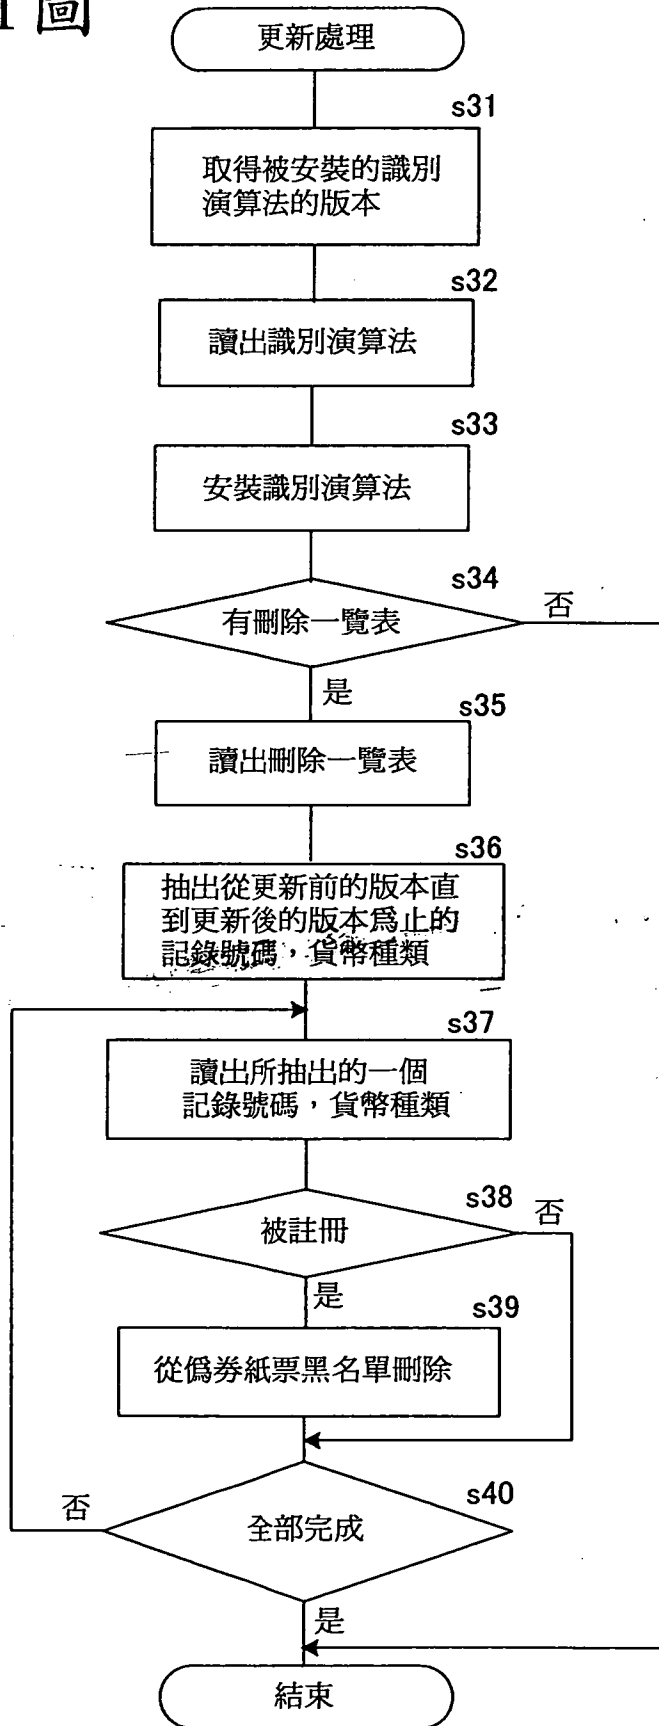 圖
更新處理
s31
取得被安裝的識別
演算法的版本
s32
讀出識別演算法
s33
安裝識別演算法
s34
有刪除一覽表
否
是
s35
讀出刪除一覽表
s36
抽出從更新前的版本直
到更新後的版本爲止的
記錄號碼，貨幣種類
s37
讀出所抽出的一個
記錄號碼，貨幣種類
s38
被註冊
否
是
s39
從僞券紙票黑名單刪除
s40
全部完成
否
是
結束